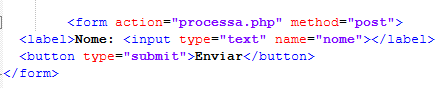 <form action="processa.php" method="post">
<label>Nome: <input type="text" name="nome"></label>
<button type="submit">Enviar</button>
</form>